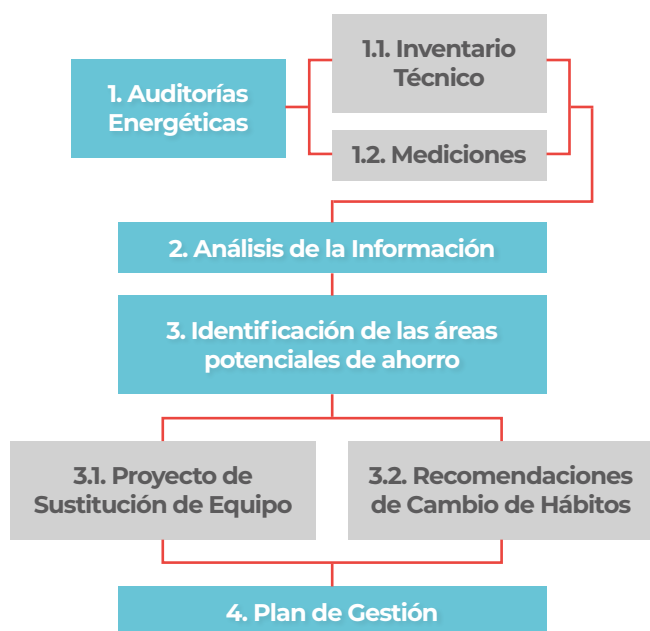 1. Auditorías
Energéticas
1.1. Inventario
Técnico
1.2. Mediciones
2. Análisis de la Información
3. Identificación de las áreas
potenciales de ahorro
3.1. Proyecto de
Sustitución de Equipo
3.2. Recomendaciones
de Cambio de Hábitos
4. Plan de Gestión